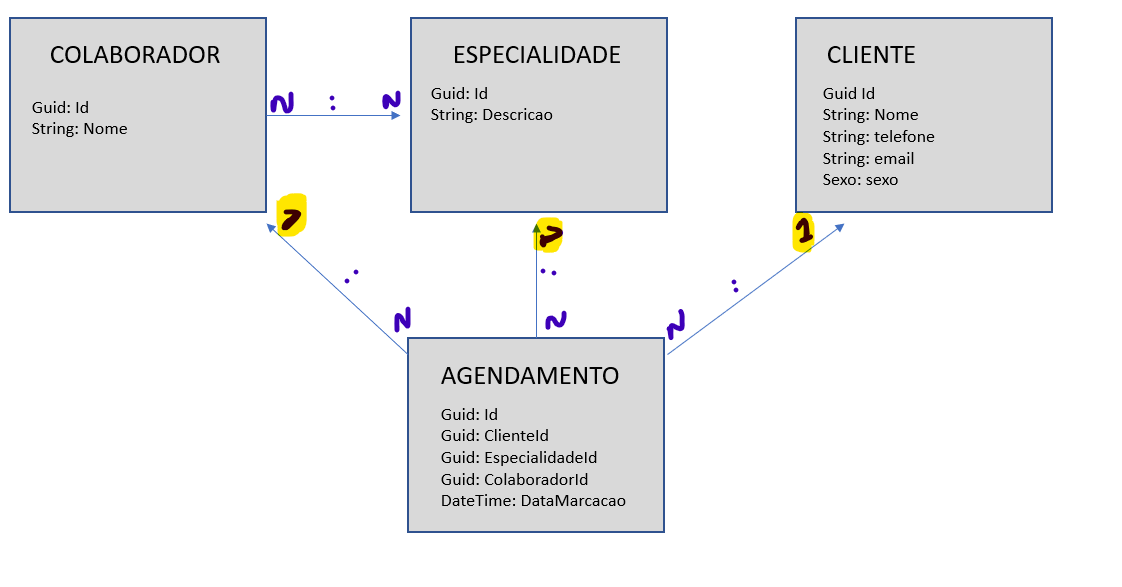 COLABORADOR
Guid: Id
String: Nome
N : N
ESPECIALIDADE
Guid: Id
String: Descricao
CLIENTE
Guid Id
String: Nome
String: telefone
String: email
Sexo: sexo
1 : N
1 : N
1 : N
AGENDAMENTO
Guid: Id
Guid: ClienteId
Guid: EspecialidadeId
Guid: ColaboradorId
DateTime: DataMarcacao